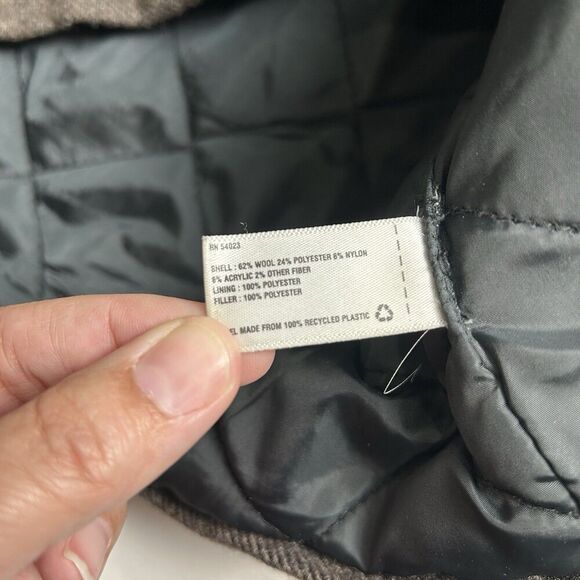 RN 54023
SHELL : 62% WOOL 24% POLYESTER 6% NYLON
6% ACRYLIC 2% OTHER FIBER
LINING : 100% POLYESTER
FILLER : 100% POLYESTER
EL MADE FROM 100% RECYCLED PLASTIC